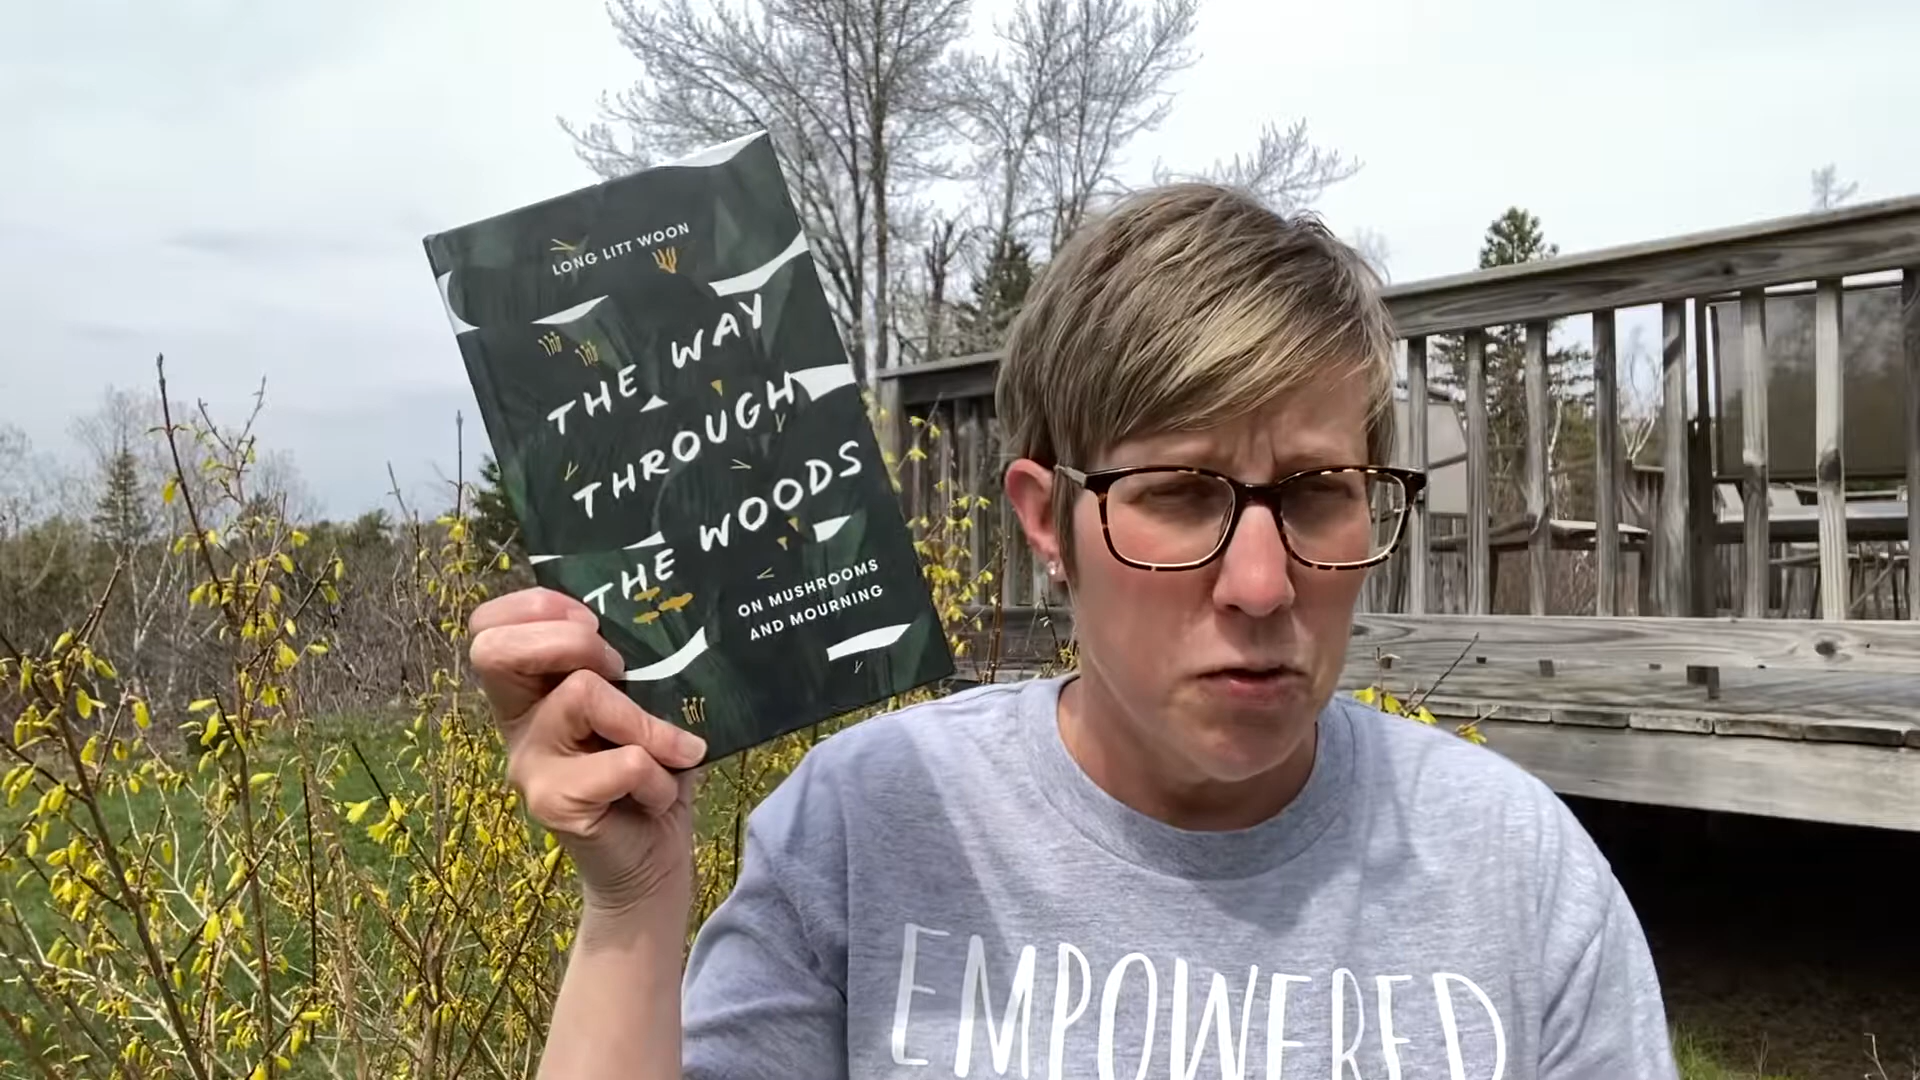 LONG LITT WOON
THE WAY
THROUGH
THE WOODS
ON MUSHROOMS
AND MOURNING
EMPOWERED